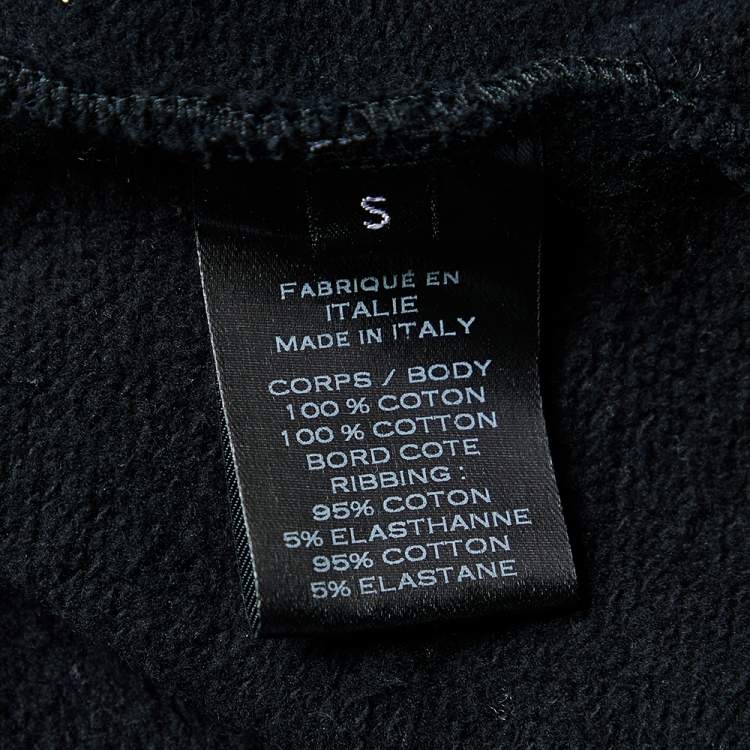 S
FABRIQUÉ EN
ITALIE
MADE IN ITALY
CORPS / BODY
100 % COTON
100 % COTTON
BORD COTE
RIBBING :
95% COTON
5% ELASTHANNE
95% COTTON
5% ELASTANE